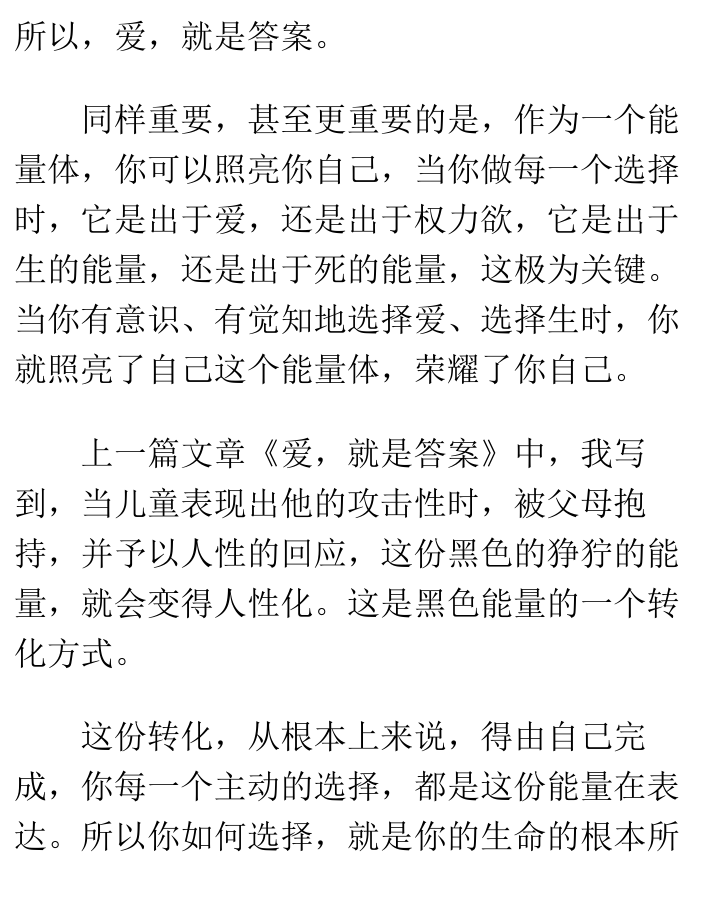 所以，爱，就是答案。
同样重要，甚至更重要的是，作为一个能
量体，你可以照亮你自己，当你做每一个选择
时，它是出于爱，还是出于权力欲，它是出于
生的能量，还是出于死的能量，这极为关键。
当你有意识、有觉知地选择爱、选择生时，你
就照亮了自己这个能量体，荣耀了你自己。
上一篇文章《爱，就是答案》中，我写
到，当儿童表现出他的攻击性时，被父母抱
持，并予以人性的回应，这份黑色的狰狞的能
量，就会变得人性化。这是黑色能量的一个转
化方式。
这份转化，从根本上来说，得由自己完
成，你每一个主动的选择，都是这份能量在表
达。所以你如何选择，就是你的生命的根本所